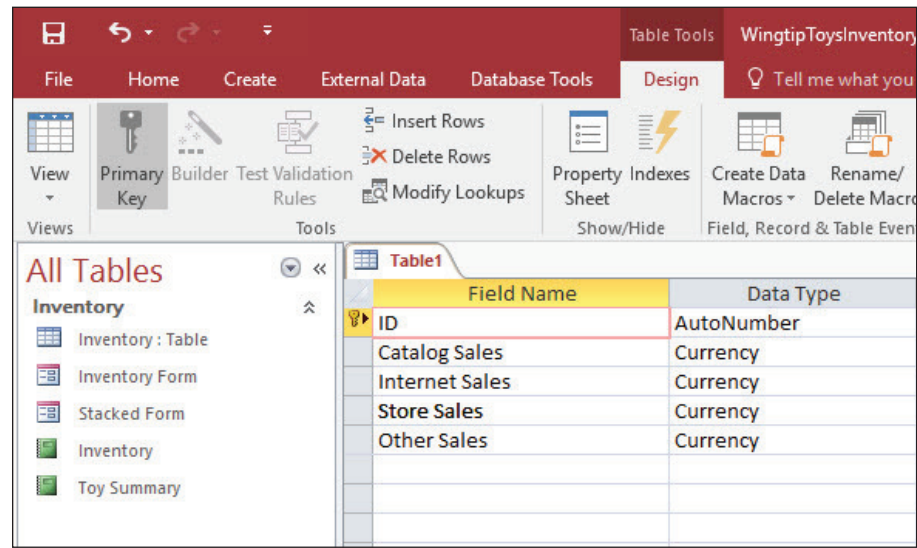 Table Tools WingtipToysInventory
File Home Create External Data Database Tools Design Tell me what you
View
Primary Key
Builder
Test Validation Rules
Insert Rows
Delete Rows
Modify Lookups
Property Sheet
Indexes
Create Data Macros
Rename/ Delete Macro
Views Tools Show/Hide Field, Record & Table Even
All Tables
Inventory
Inventory : Table
Inventory Form
Stacked Form
Inventory
Toy Summary
Table1
Field Name Data Type
ID AutoNumber
Catalog Sales Currency
Internet Sales Currency
Store Sales Currency
Other Sales Currency